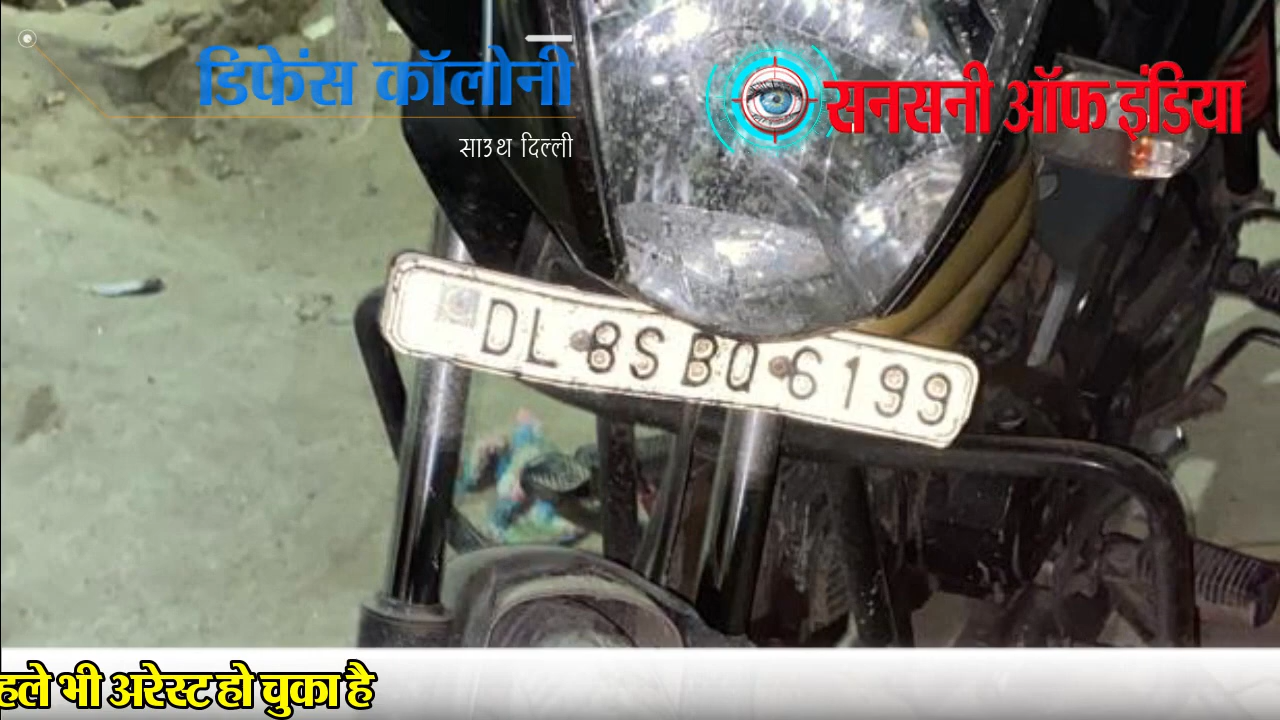 डिफेंस कॉलोनी
साउथ दिल्ली
सनसनी ऑफ इंडिया
DL 8S BQ 6199
हले भी अरेस्ट हो चुका है